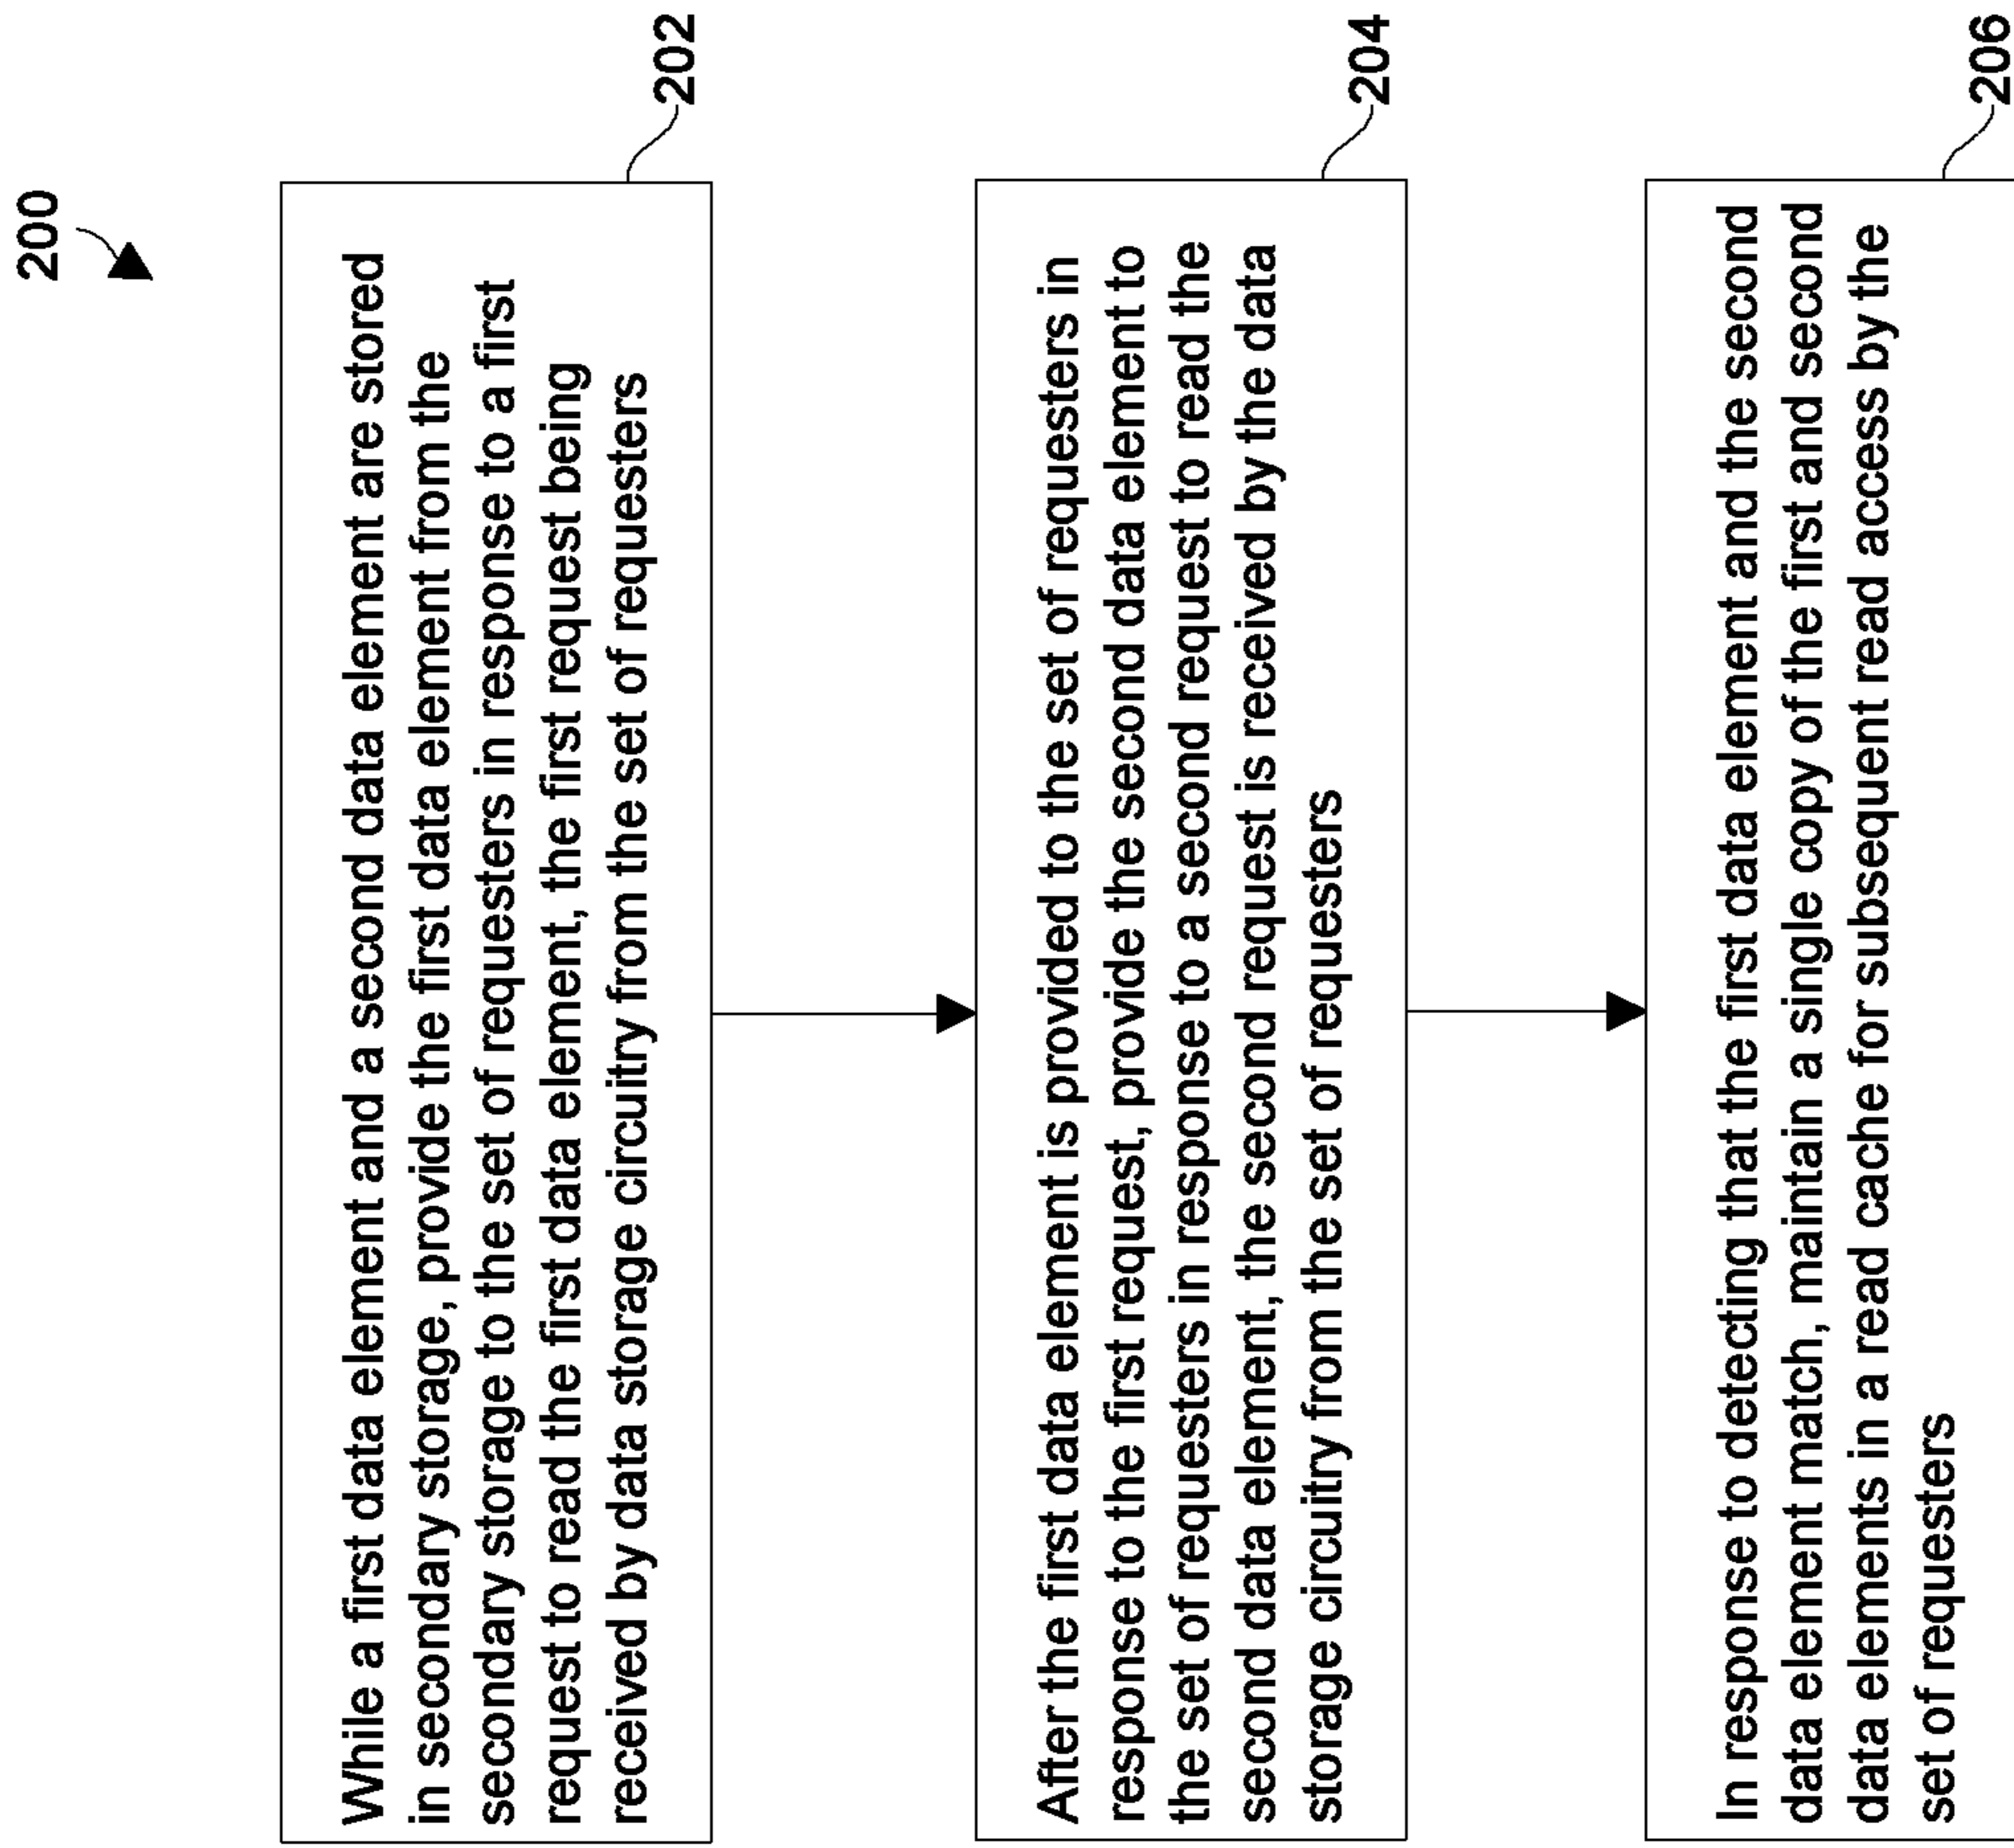 200
While a first data element and a second data element are stored
in secondary storage, provide the first data element from the
secondary storage to the set of requesters in response to a first
request to read the first data element, the first request being
received by data storage circuitry from the set of requesters
202
After the first data element is provided to the set of requesters in
response to the first request, provide the second data element to
the set of requesters in response to a second request to read the
second data element, the second request is received by the data
storage circuitry from the set of requesters
204
In response to detecting that the first data element and the second
data element match, maintain a single copy of the first and second
data elements in a read cache for subsequent read access by the
set of requesters
206